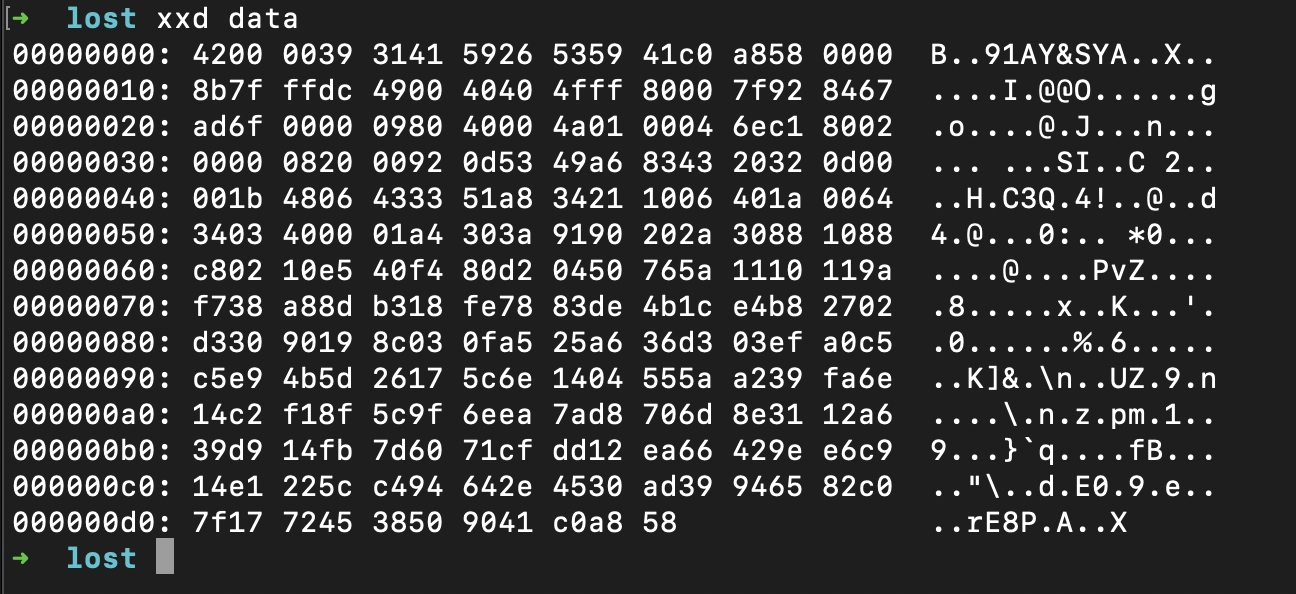 [➜  lost xxd data
00000000: 4200 0039 3141 5926 5359 41c0 a858 0000  B..91AY&SYA..X..
00000010: 8b7f ffdc 4900 4040 4fff 8000 7f92 8467  ....I.@@O......g
00000020: ad6f 0000 0980 4000 4a01 0004 6ec1 8002  .o....@.J...n...
00000030: 0000 0820 0092 0d53 49a6 8343 2032 0d00  ... ...SI..C 2..
00000040: 001b 4806 4333 51a8 3421 1006 401a 0064  ..H.C3Q.4!..@..d
00000050: 3403 4000 01a4 303a 9190 202a 3088 1088  4.@...0:.. *0...
00000060: c802 10e5 40f4 80d2 0450 765a 1110 119a  ....@....PvZ....
00000070: f738 a88d b318 fe78 83de 4b1c e4b8 2702  .8.....x..K...'.
00000080: d330 9019 8c03 0fa5 25a6 36d3 03ef a0c5  .0......%.6.....
00000090: c5e9 4b5d 2617 5c6e 1404 555a a239 fa6e  ..K]&.\n..UZ.9.n
000000a0: 14c2 f18f 5c9f 6eea 7ad8 706d 8e31 12a6  ....\.n.z.pm.1..
000000b0: 39d9 14fb 7d60 71cf dd12 ea66 429e e6c9  9...}`q....fB...
000000c0: 14e1 225c c494 642e 4530 ad39 9465 82c0  .."\..d.E0.9.e..
000000d0: 7f17 7245 3850 9041 c0a8 58              ..rE8P.A..X
➜  lost